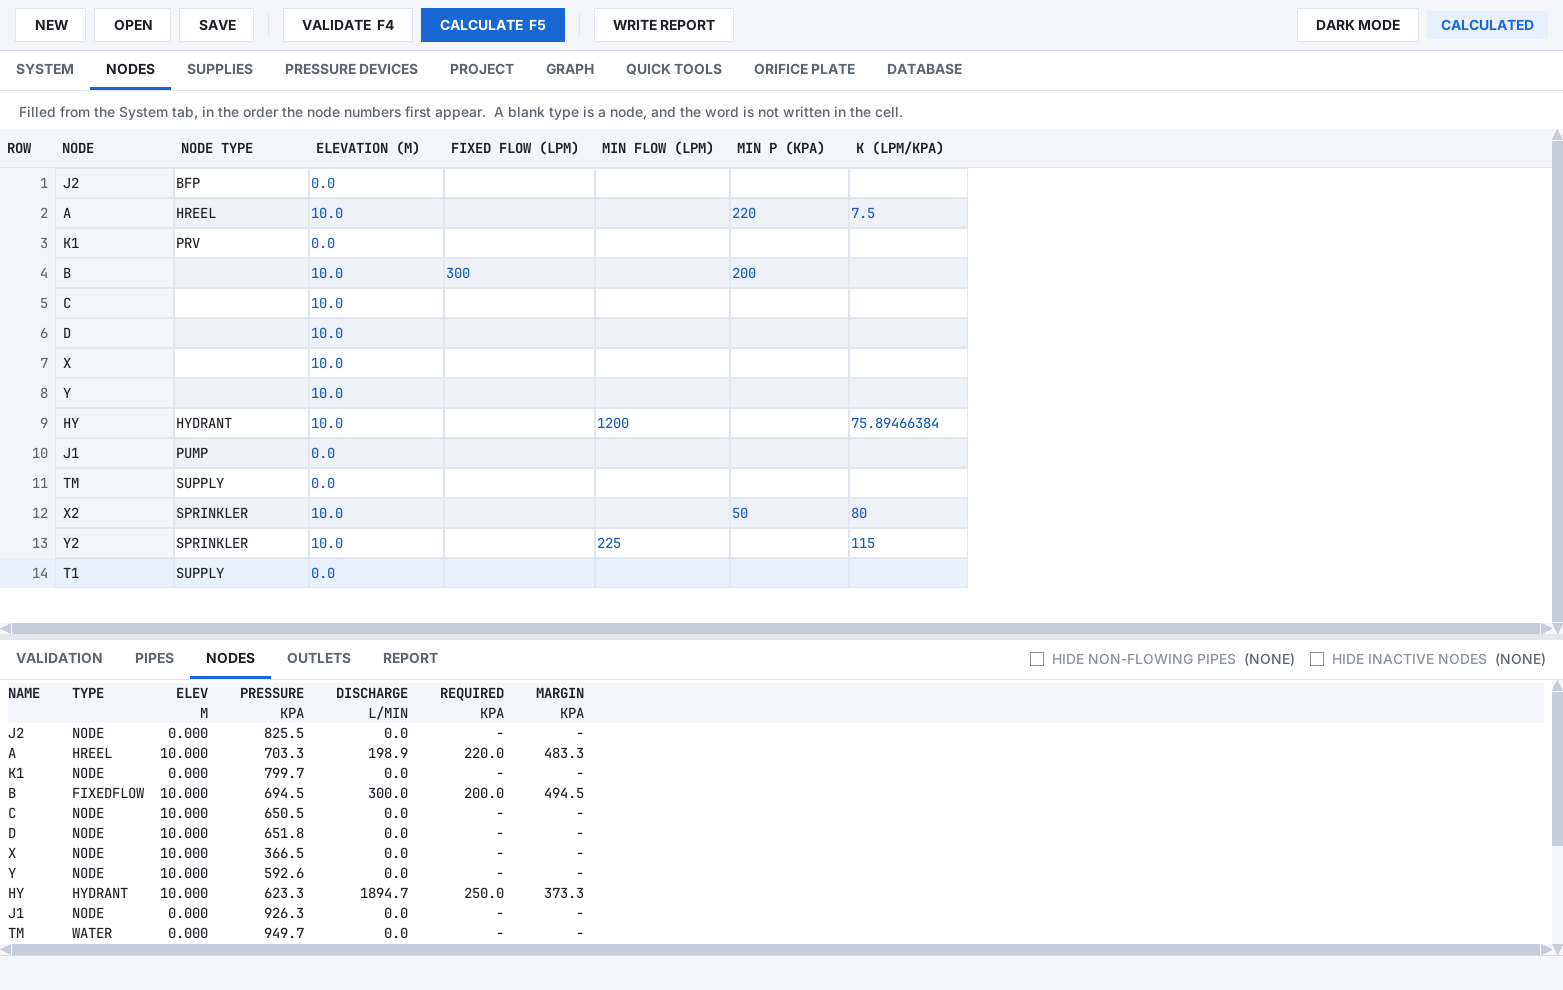 NEW OPEN SAVE VALIDATE F4 CALCULATE F5 WRITE REPORT DARK MODE CALCULATED
SYSTEM NODES SUPPLIES PRESSURE DEVICES PROJECT GRAPH QUICK TOOLS ORIFICE PLATE DATABASE
Filled from the System tab, in the order the node numbers first appear. A blank type is a node, and the word is not written in the cell.
ROW NODE NODE TYPE ELEVATION (M) FIXED FLOW (LPM) MIN FLOW (LPM) MIN P (KPA) K (LPM/KPA)
1 J2 BFP 0.0
2 A HREEL 10.0 220 7.5
3 K1 PRV 0.0
4 B 10.0 300 200
5 C 10.0
6 D 10.0
7 X 10.0
8 Y 10.0
9 HY HYDRANT 10.0 1200 75.89466384
10 J1 PUMP 0.0
11 TM SUPPLY 0.0
12 X2 SPRINKLER 10.0 50 80
13 Y2 SPRINKLER 10.0 225 115
14 T1 SUPPLY 0.0
VALIDATION PIPES NODES OUTLETS REPORT HIDE NON-FLOWING PIPES (NONE) HIDE INACTIVE NODES (NONE)
NAME TYPE ELEV PRESSURE DISCHARGE REQUIRED MARGIN
M KPA L/MIN KPA KPA
J2 NODE 0.000 825.5 0.0 - -
A HREEL 10.000 703.3 198.9 220.0 483.3
K1 NODE 0.000 799.7 0.0 - -
B FIXEDFLOW 10.000 694.5 300.0 200.0 494.5
C NODE 10.000 650.5 0.0 - -
D NODE 10.000 651.8 0.0 - -
X NODE 10.000 366.5 0.0 - -
Y NODE 10.000 592.6 0.0 - -
HY HYDRANT 10.000 623.3 1894.7 250.0 373.3
J1 NODE 0.000 926.3 0.0 - -
TM WATER 0.000 949.7 0.0 - -